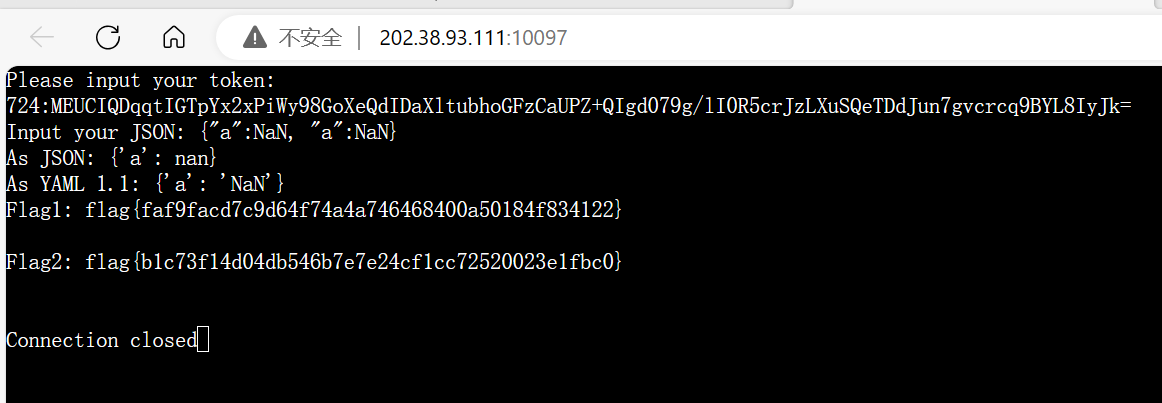 不安全 | 202.38.93.111:10097
Please input your token:
724:MEUCIQDqqtIGTpYx2xPiWy98GoXeQdIDaXltubhoGFzCaUPZ+QIgd079g/lIOR5crJzLXuSQeTDdJun7gvcrcq9BYL8IyJk=
Input your JSON: {"a":NaN, "a":NaN}
As JSON: {'a': nan}
As YAML 1.1: {'a': 'NaN'}
Flag1: flag{faf9facd7c9d64f74a4a746468400a50184f834122}
Flag2: flag{b1c73f14d04db546b7e7e24cf1cc72520023e1fbc0}
Connection closed